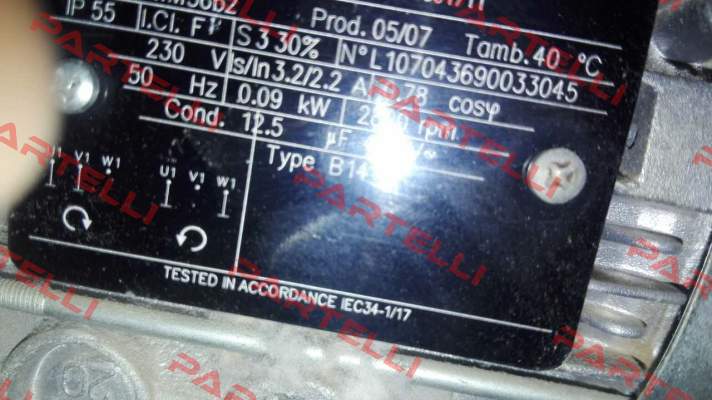 Prod. 05/07 Tamb. 40 °C
IP 55 I.Cl. F S 3 30% N° L107043690033045
230 V Is/In 3.2/2.2 A 78 cosφ
50 Hz 0.09 kW rpm
Cond. 12.5 µF
Type B14
V1 W1 U1 V1 W1
TESTED IN ACCORDANCE IEC34-1/17
PARTELLI
PARTELLI
PARTELLI
PARTELLI
PARTELLI
PARTELLI